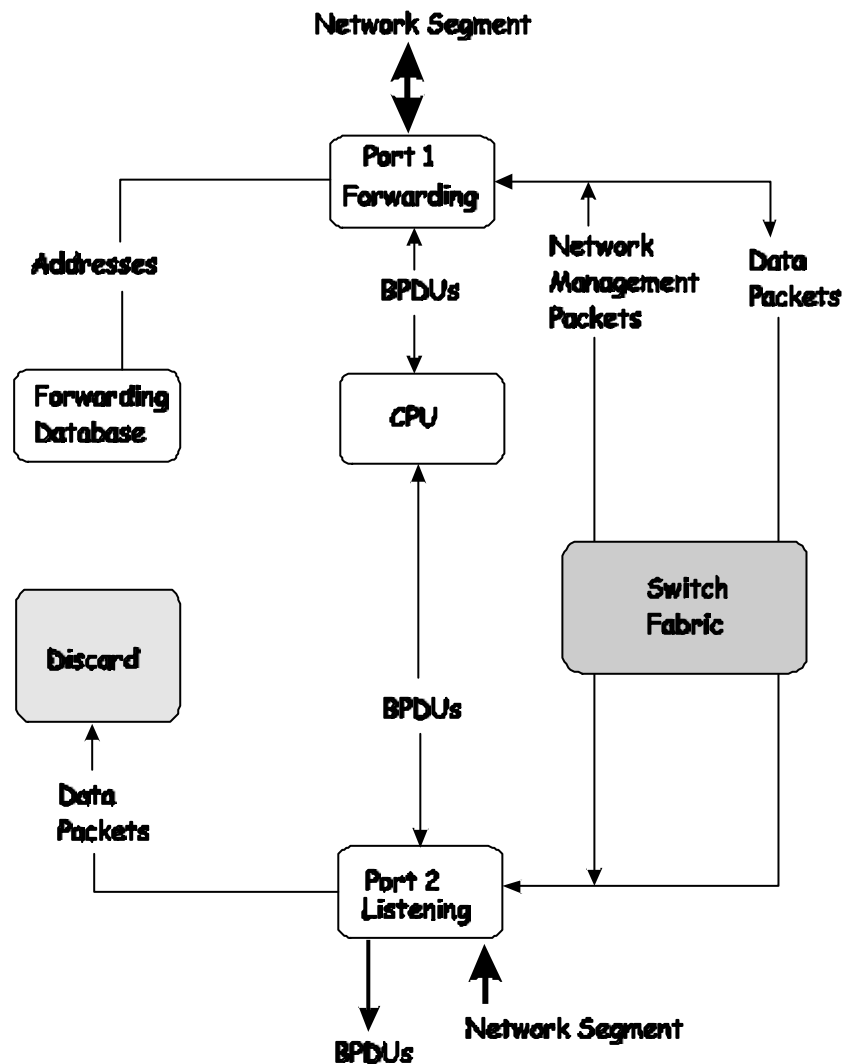 Network Segment
Port 1
Forwarding
Addresses
BPDUs
Network
Management
Packets
Data
Packets
Forwarding
Database
CPU
Switch
Fabric
Discard
BPDUs
Data
Packets
Port 2
Listening
Network Segment
BPDUs